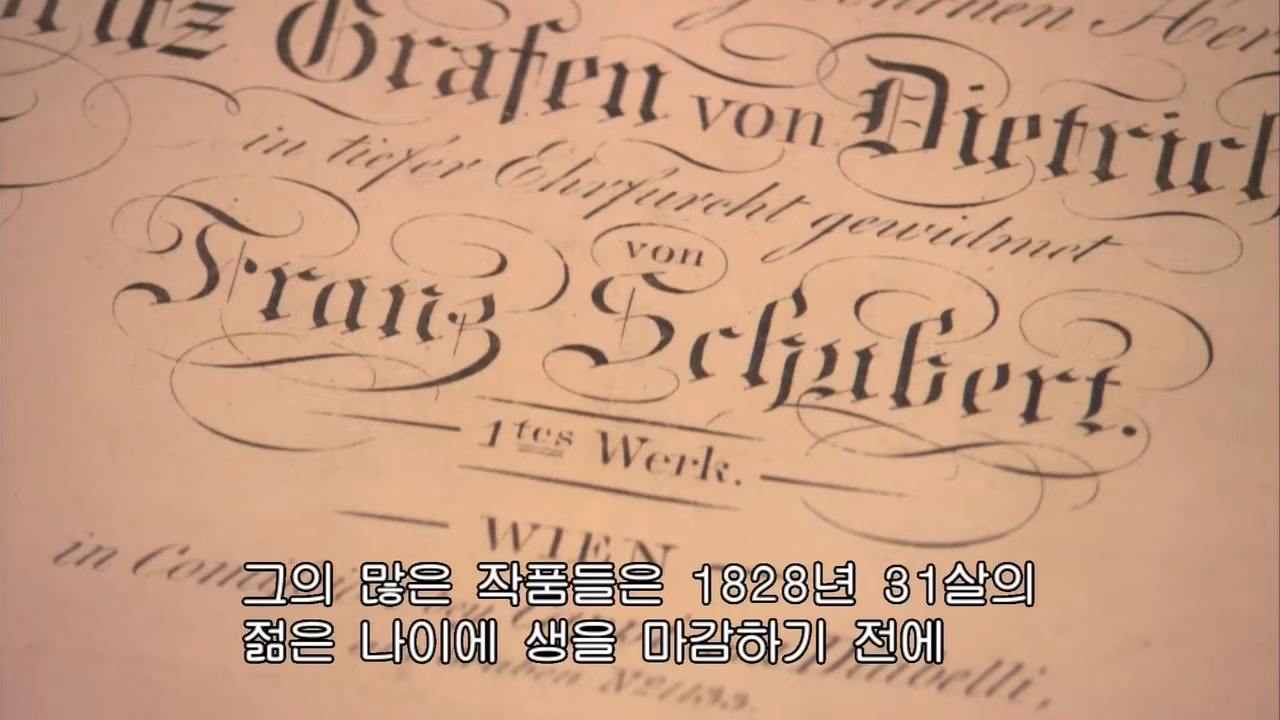 Grafen von Dietrich
in tiefer Ehrfurcht gewidmet
von
Franz Schubert.
1tes Werk.
WIEN
in
그의 많은 작품들은 1828년 31살의
젊은 나이에 생을 마감하기 전에